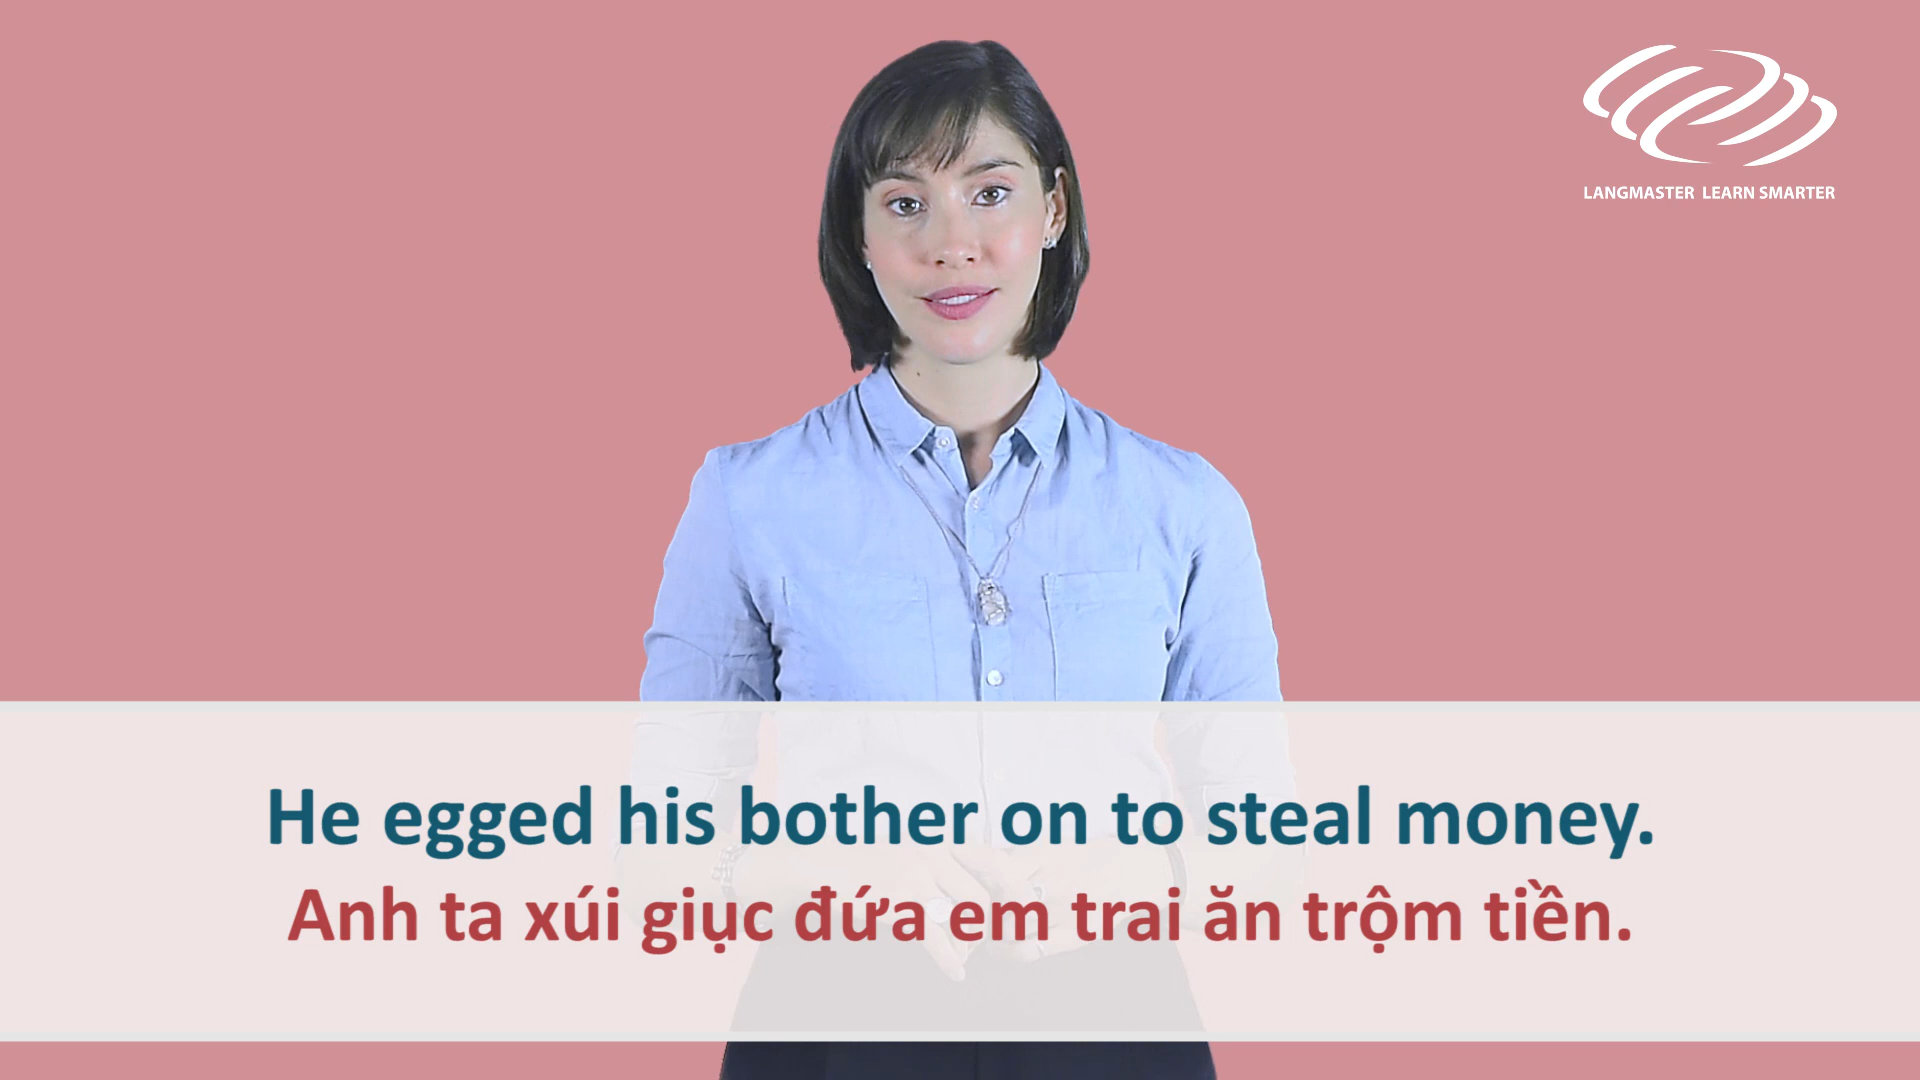 LANGMASTER LEARN SMARTER
He egged his bother on to steal money.
Anh ta xúi giục đứa em trai ăn trộm tiền.